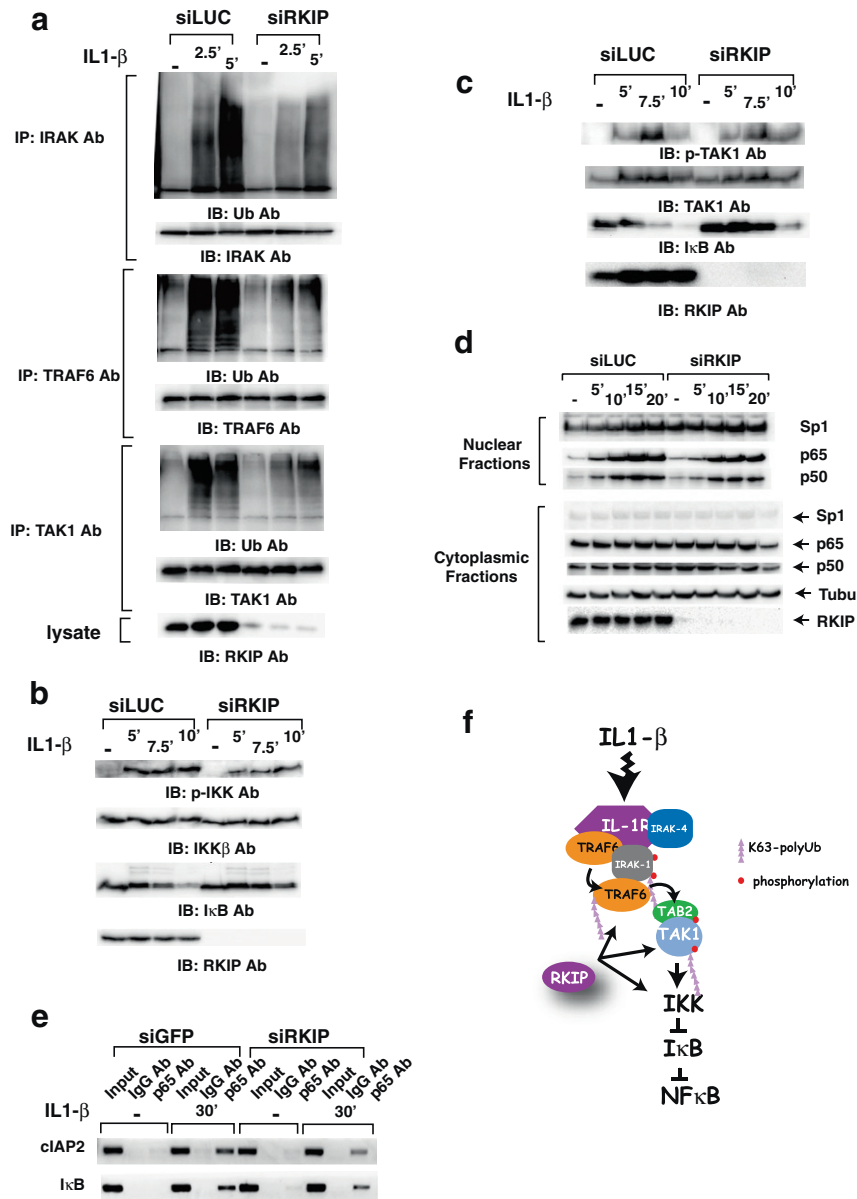 a
siLUC siRKIP
IL1-β - 2.5' 5' - 2.5' 5'
IP: IRAK Ab
IB: Ub Ab
IB: IRAK Ab
IP: TRAF6 Ab
IB: Ub Ab
IB: TRAF6 Ab
IP: TAK1 Ab
IB: Ub Ab
IB: TAK1 Ab
lysate
IB: RKIP Ab
b
siLUC siRKIP
IL1-β - 5' 7.5' 10' - 5' 7.5' 10'
IB: p-IKK Ab
IB: IKKβ Ab
IB: IκB Ab
IB: RKIP Ab
c
siLUC siRKIP
IL1-β - 5' 7.5' 10' - 5' 7.5' 10'
IB: p-TAK1 Ab
IB: TAK1 Ab
IB: IκB Ab
IB: RKIP Ab
d
siLUC siRKIP
- 5' 10' 15' 20' - 5' 10' 15' 20'
Nuclear
Fractions
Sp1
p65
p50
Cytoplasmic
Fractions
Sp1
p65
p50
Tubu
RKIP
e
siGFP siRKIP
Input IgG Ab p65 Ab Input IgG Ab p65 Ab Input IgG Ab p65 Ab Input IgG Ab p65 Ab
IL1-β - 30' - 30'
cIAP2
IκB
f
IL1-β
IL-1R
IRAK-4
TRAF6
IRAK-1
TRAF6
TAB2
TAK1
RKIP
IKK
IκB
NFκB
K63-polyUb
phosphorylation